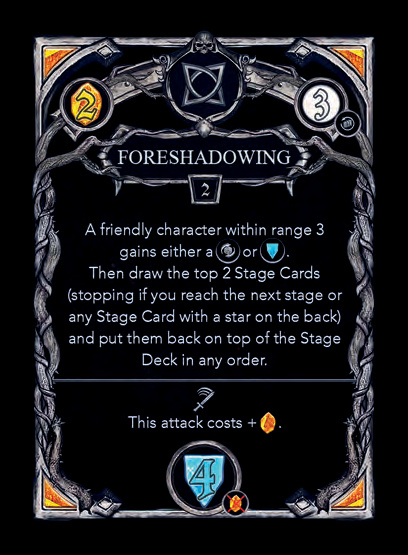 2
3
FORESHADOWING
2
A friendly character within range 3
gains either a or .
Then draw the top 2 Stage Cards
(stopping if you reach the next stage or
any Stage Card with a star on the back)
and put them back on top of the Stage
Deck in any order.
This attack costs + .
4